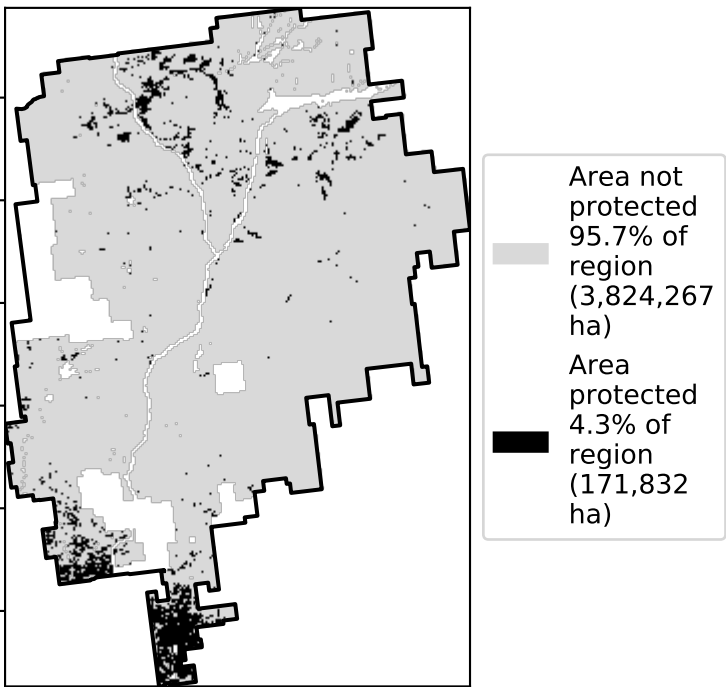 Area not
protected
95.7% of
region
(3,824,267
ha)
Area
protected
4.3% of
region
(171,832
ha)